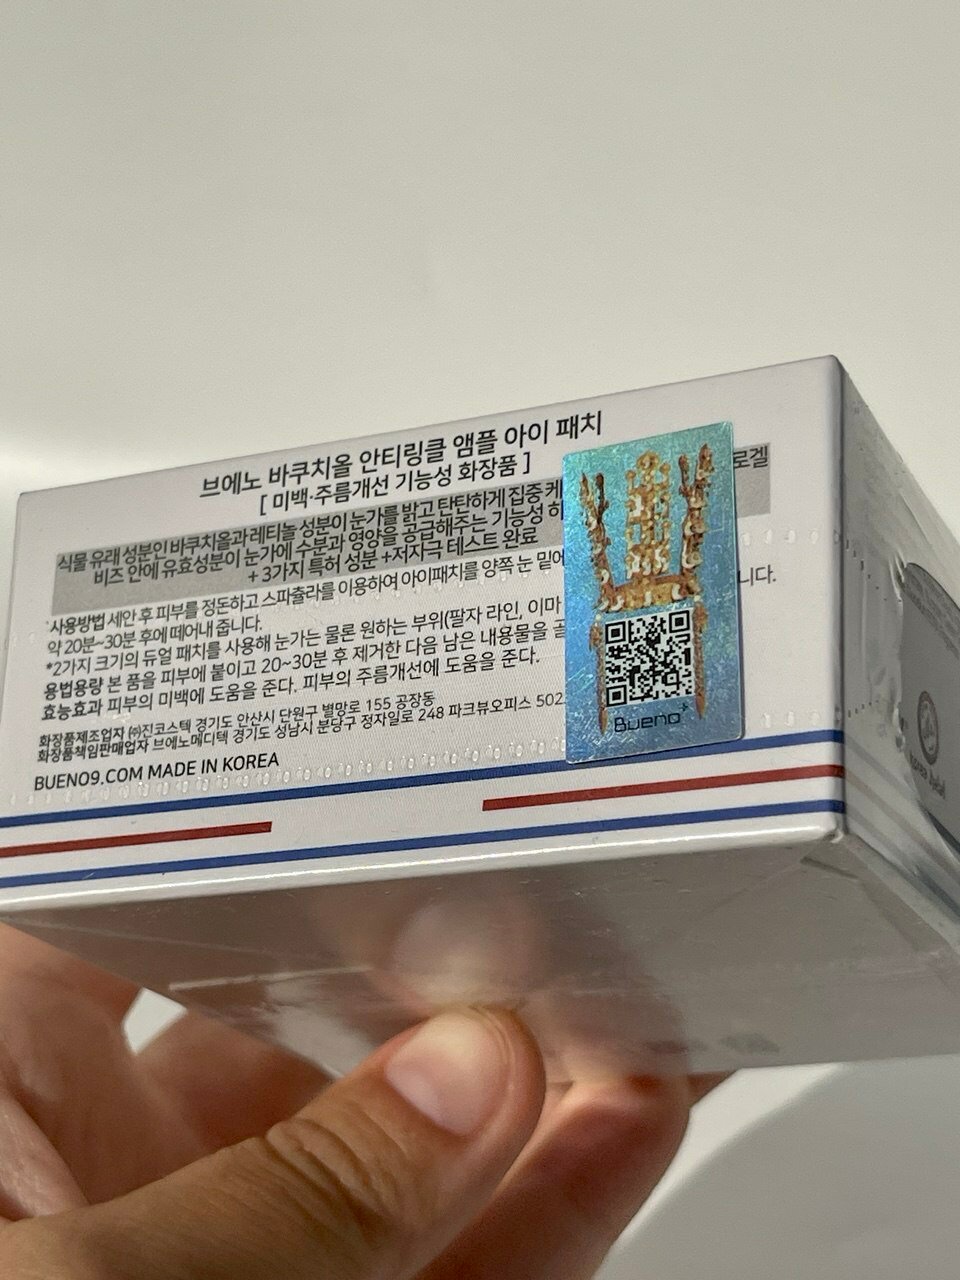 브에노 바쿠치올 안티링클 앰플 아이 패치
[ 미백·주름개선 기능성 화장품 ]
식물 유래 성분인 바쿠치올과 레티놀 성분이 눈가를 밝고 탄탄하게 집중케 로겔
비즈 안에 유효성분이 눈가에 수분과 영양을 공급해주는 기능성 하
+ 3가지 특허 성분 +저자극 테스트 완료
*사용방법 세안 후 피부를 정돈하고 스파츌라를 이용하여 아이패치를 양쪽 눈 밑에 니다.
약 20분~30분 후에 떼어내 줍니다.
*2가지 크기의 듀얼 패치를 사용해 눈가는 물론 원하는 부위(팔자 라인, 이마
용법용량 본 품을 피부에 붙이고 20~30분 후 제거한 다음 남은 내용물을 골
효능효과 피부의 미백에 도움을 준다. 피부의 주름개선에 도움을 준다.
화장품제조업자 ㈜진코스텍 경기도 안산시 단원구 별망로 155 공장동
화장품책임판매업자 브에노메디텍 경기도 성남시 분당구 정자일로 248 파크뷰오피스 502
BUENO9.COM MADE IN KOREA
Bueno